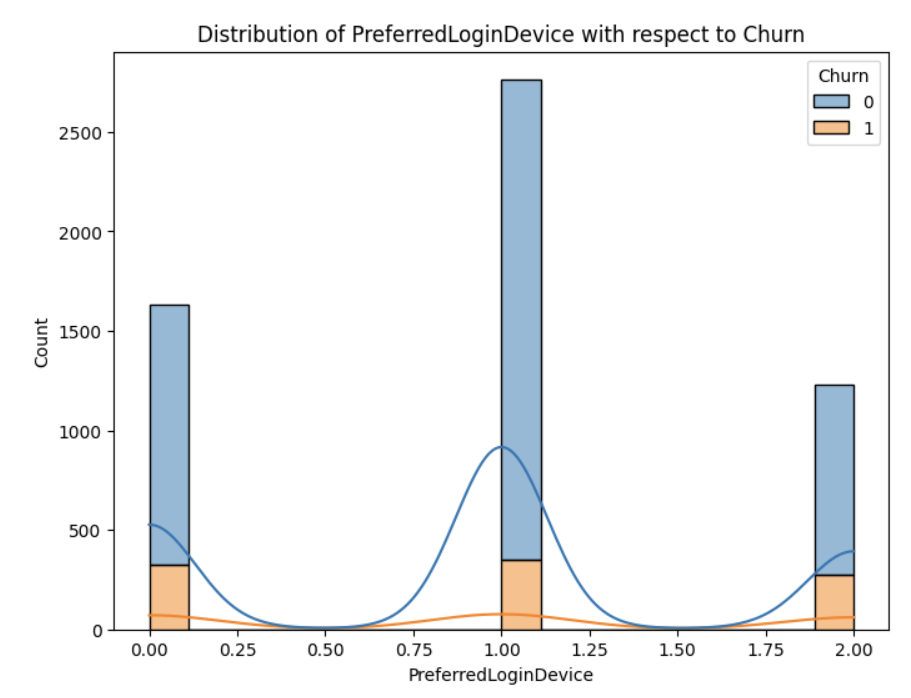 Distribution of PreferredLoginDevice with respect to Churn
Churn
0
1
2500
2000
1500
1000
500
0
Count
0.00 0.25 0.50 0.75 1.00 1.25 1.50 1.75 2.00
PreferredLoginDevice